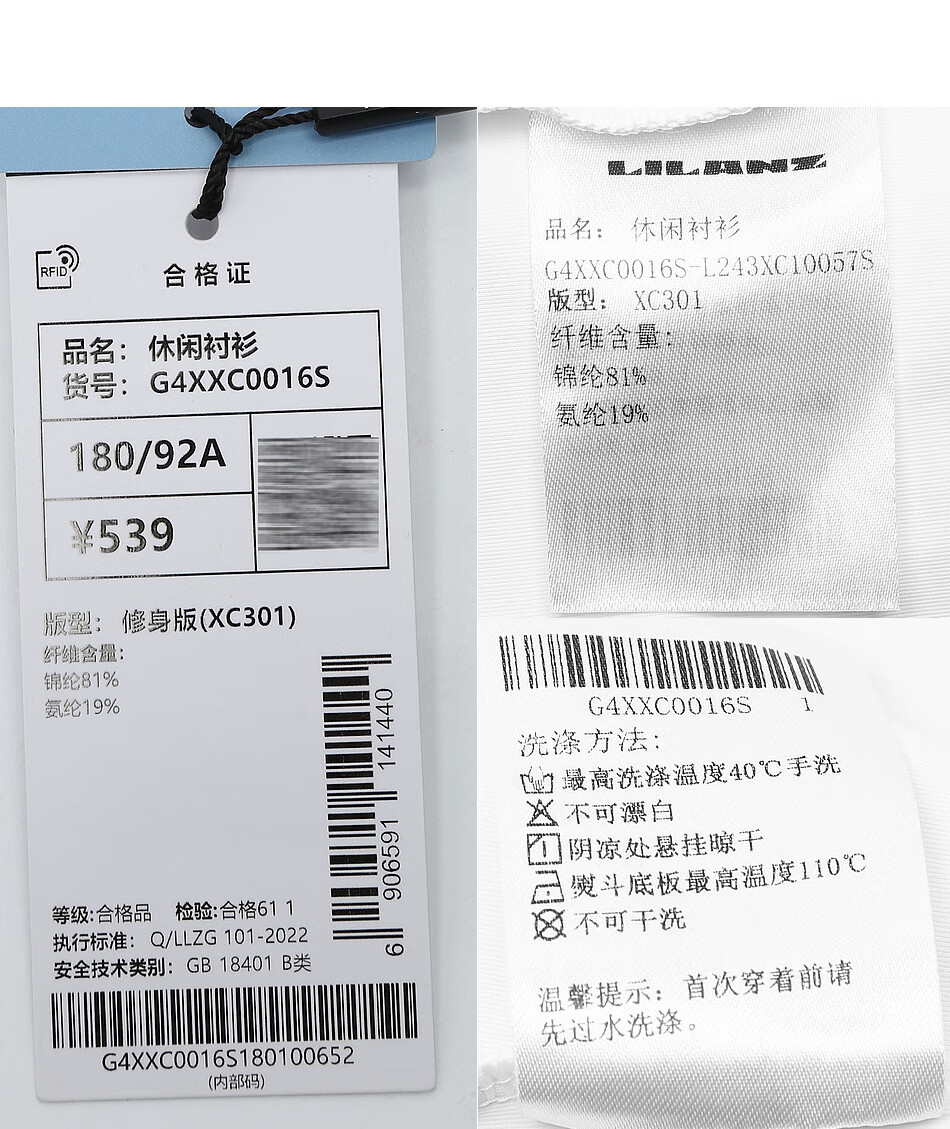 RFID
合格证
品名： 休闲衬衫
货号： G4XXC0016S
180/92A
¥539
版型： 修身版(XC301)
纤维含量:
锦纶81%
氨纶19%
6 906591 141440
等级:合格品 检验:合格61 1
执行标准： Q/LLZG 101-2022
安全技术类别： GB 18401 B类
G4XXC0016S180100652
(内部码)
LILANZ
品名： 休闲衬衫
G4XXC0016S-L243XC10057S
版型： XC301
纤维含量:
锦纶81%
氨纶19%
G4XXC0016S 1
洗涤方法:
最高洗涤温度40℃手洗
不可漂白
阴凉处悬挂晾干
熨斗底板最高温度110℃
不可干洗
温馨提示: 首次穿着前请
先过水洗涤。